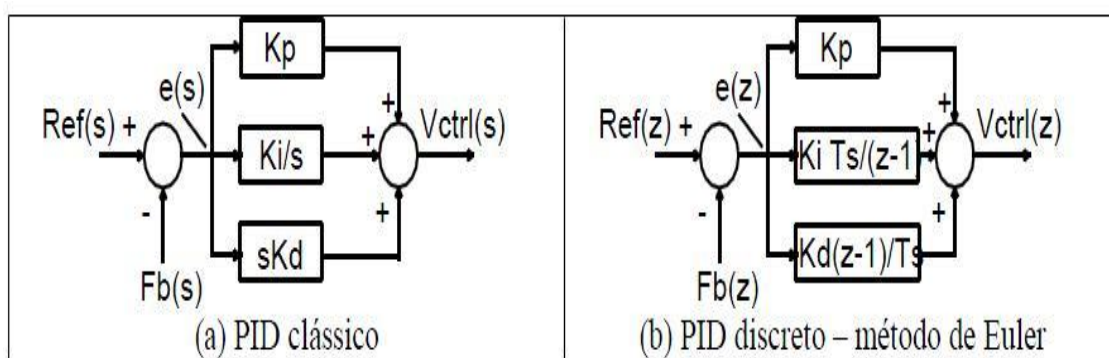 Kp
e(s)
Ref(s) +
+
Ki/s
+
Vctrl(s)
-
sKd
+
Fb(s)
(a) PID clássico
Kp
e(z)
Ref(z) +
+
Ki Ts/(z-1
+
Vctrl(z)
-
Kd(z-1)/Ts
+
Fb(z)
(b) PID discreto – método de Euler